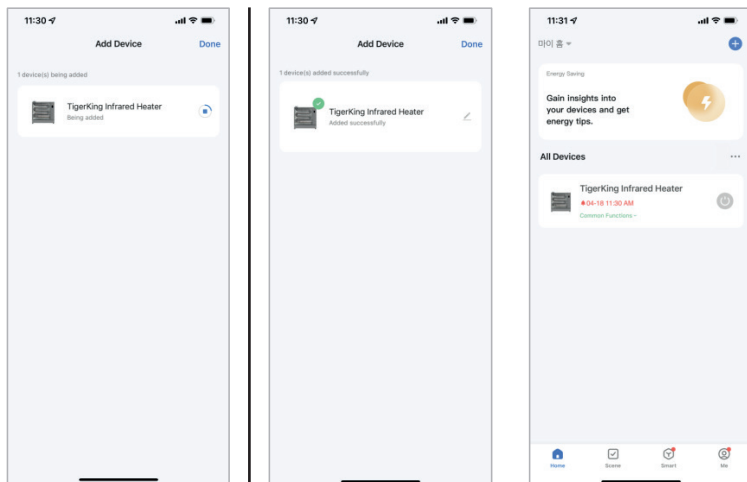 11:30
Add Device
Done
1 device(s) being added
TigerKing Infrared Heater
Being added
11:30
Add Device
Done
1 device(s) added successfully
TigerKing Infrared Heater
Added successfully
11:31
마이 홈
Energy Saving
Gain insights into
your devices and get
energy tips.
All Devices
TigerKing Infrared Heater
04-18 11:30 AM
Common Functions
Home
Scene
Smart
Me